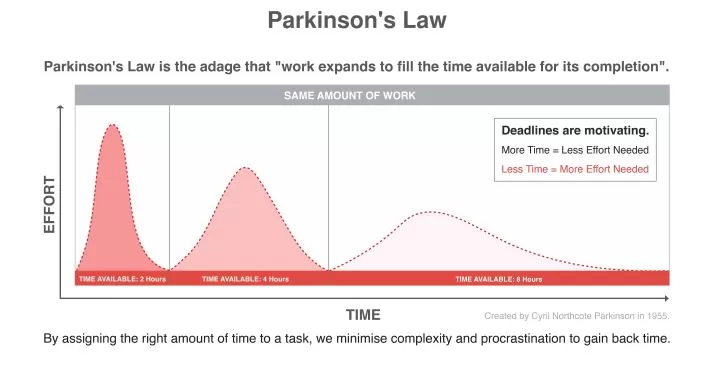 Parkinson's Law
Parkinson's Law is the adage that "work expands to fill the time available for its completion".
SAME AMOUNT OF WORK
Deadlines are motivating.
More Time = Less Effort Needed
Less Time = More Effort Needed
EFFORT
TIME AVAILABLE: 2 Hours
TIME AVAILABLE: 4 Hours
TIME AVAILABLE: 8 Hours
TIME
Created by Cyril Northcote Parkinson in 1955.
By assigning the right amount of time to a task, we minimise complexity and procrastination to gain back time.